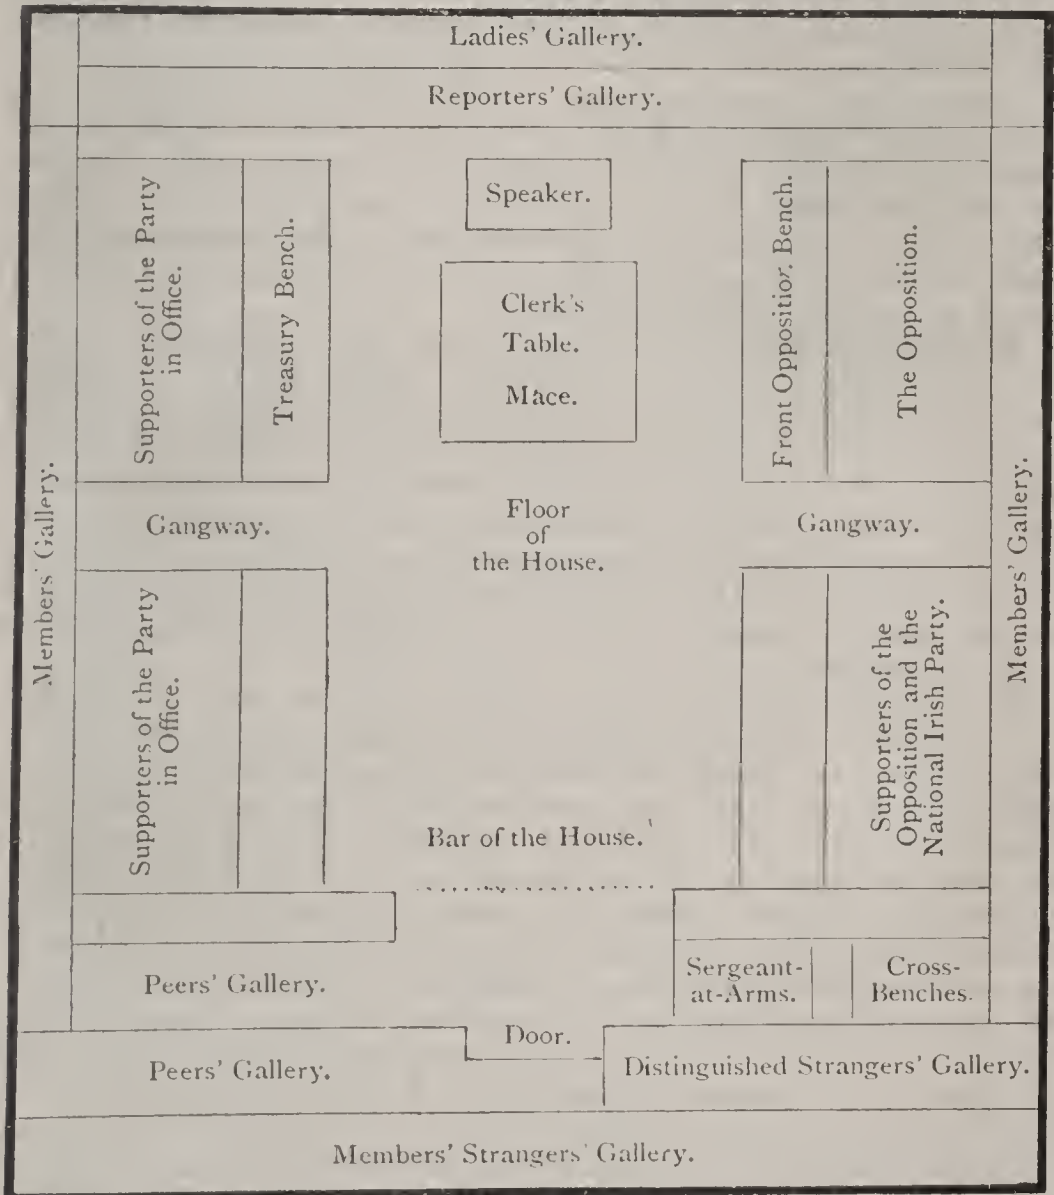 Ladies' Gallery.
Reporters' Gallery.
Members' Gallery.
Supporters of the Party
in Office.
Treasury Bench.
Speaker.
Clerk's
Table.
Mace.
Front Opposition Bench.
The Opposition.
Members' Gallery.
Gangway.
Floor
of
the House.
Gangway.
Supporters of the Party
in Office.
Supporters of the
Opposition and the
National Irish Party.
Bar of the House.
Peers' Gallery.
Sergeant-
at-Arms.
Cross-
Benches.
Door.
Peers' Gallery.
Distinguished Strangers' Gallery.
Members' Strangers' Gallery.